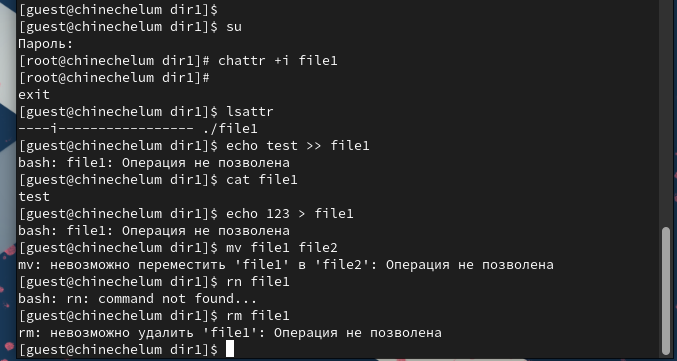 [guest@chinechelum dir1]$
[guest@chinechelum dir1]$ su
Пароль:
[root@chinechelum dir1]# chattr +i file1
[root@chinechelum dir1]#
exit
[guest@chinechelum dir1]$ lsattr
----i----------------- ./file1
[guest@chinechelum dir1]$ echo test >> file1
bash: file1: Операция не позволена
[guest@chinechelum dir1]$ cat file1
test
[guest@chinechelum dir1]$ echo 123 > file1
bash: file1: Операция не позволена
[guest@chinechelum dir1]$ mv file1 file2
mv: невозможно переместить 'file1' в 'file2': Операция не позволена
[guest@chinechelum dir1]$ rn file1
bash: rn: command not found...
[guest@chinechelum dir1]$ rm file1
rm: невозможно удалить 'file1': Операция не позволена
[guest@chinechelum dir1]$